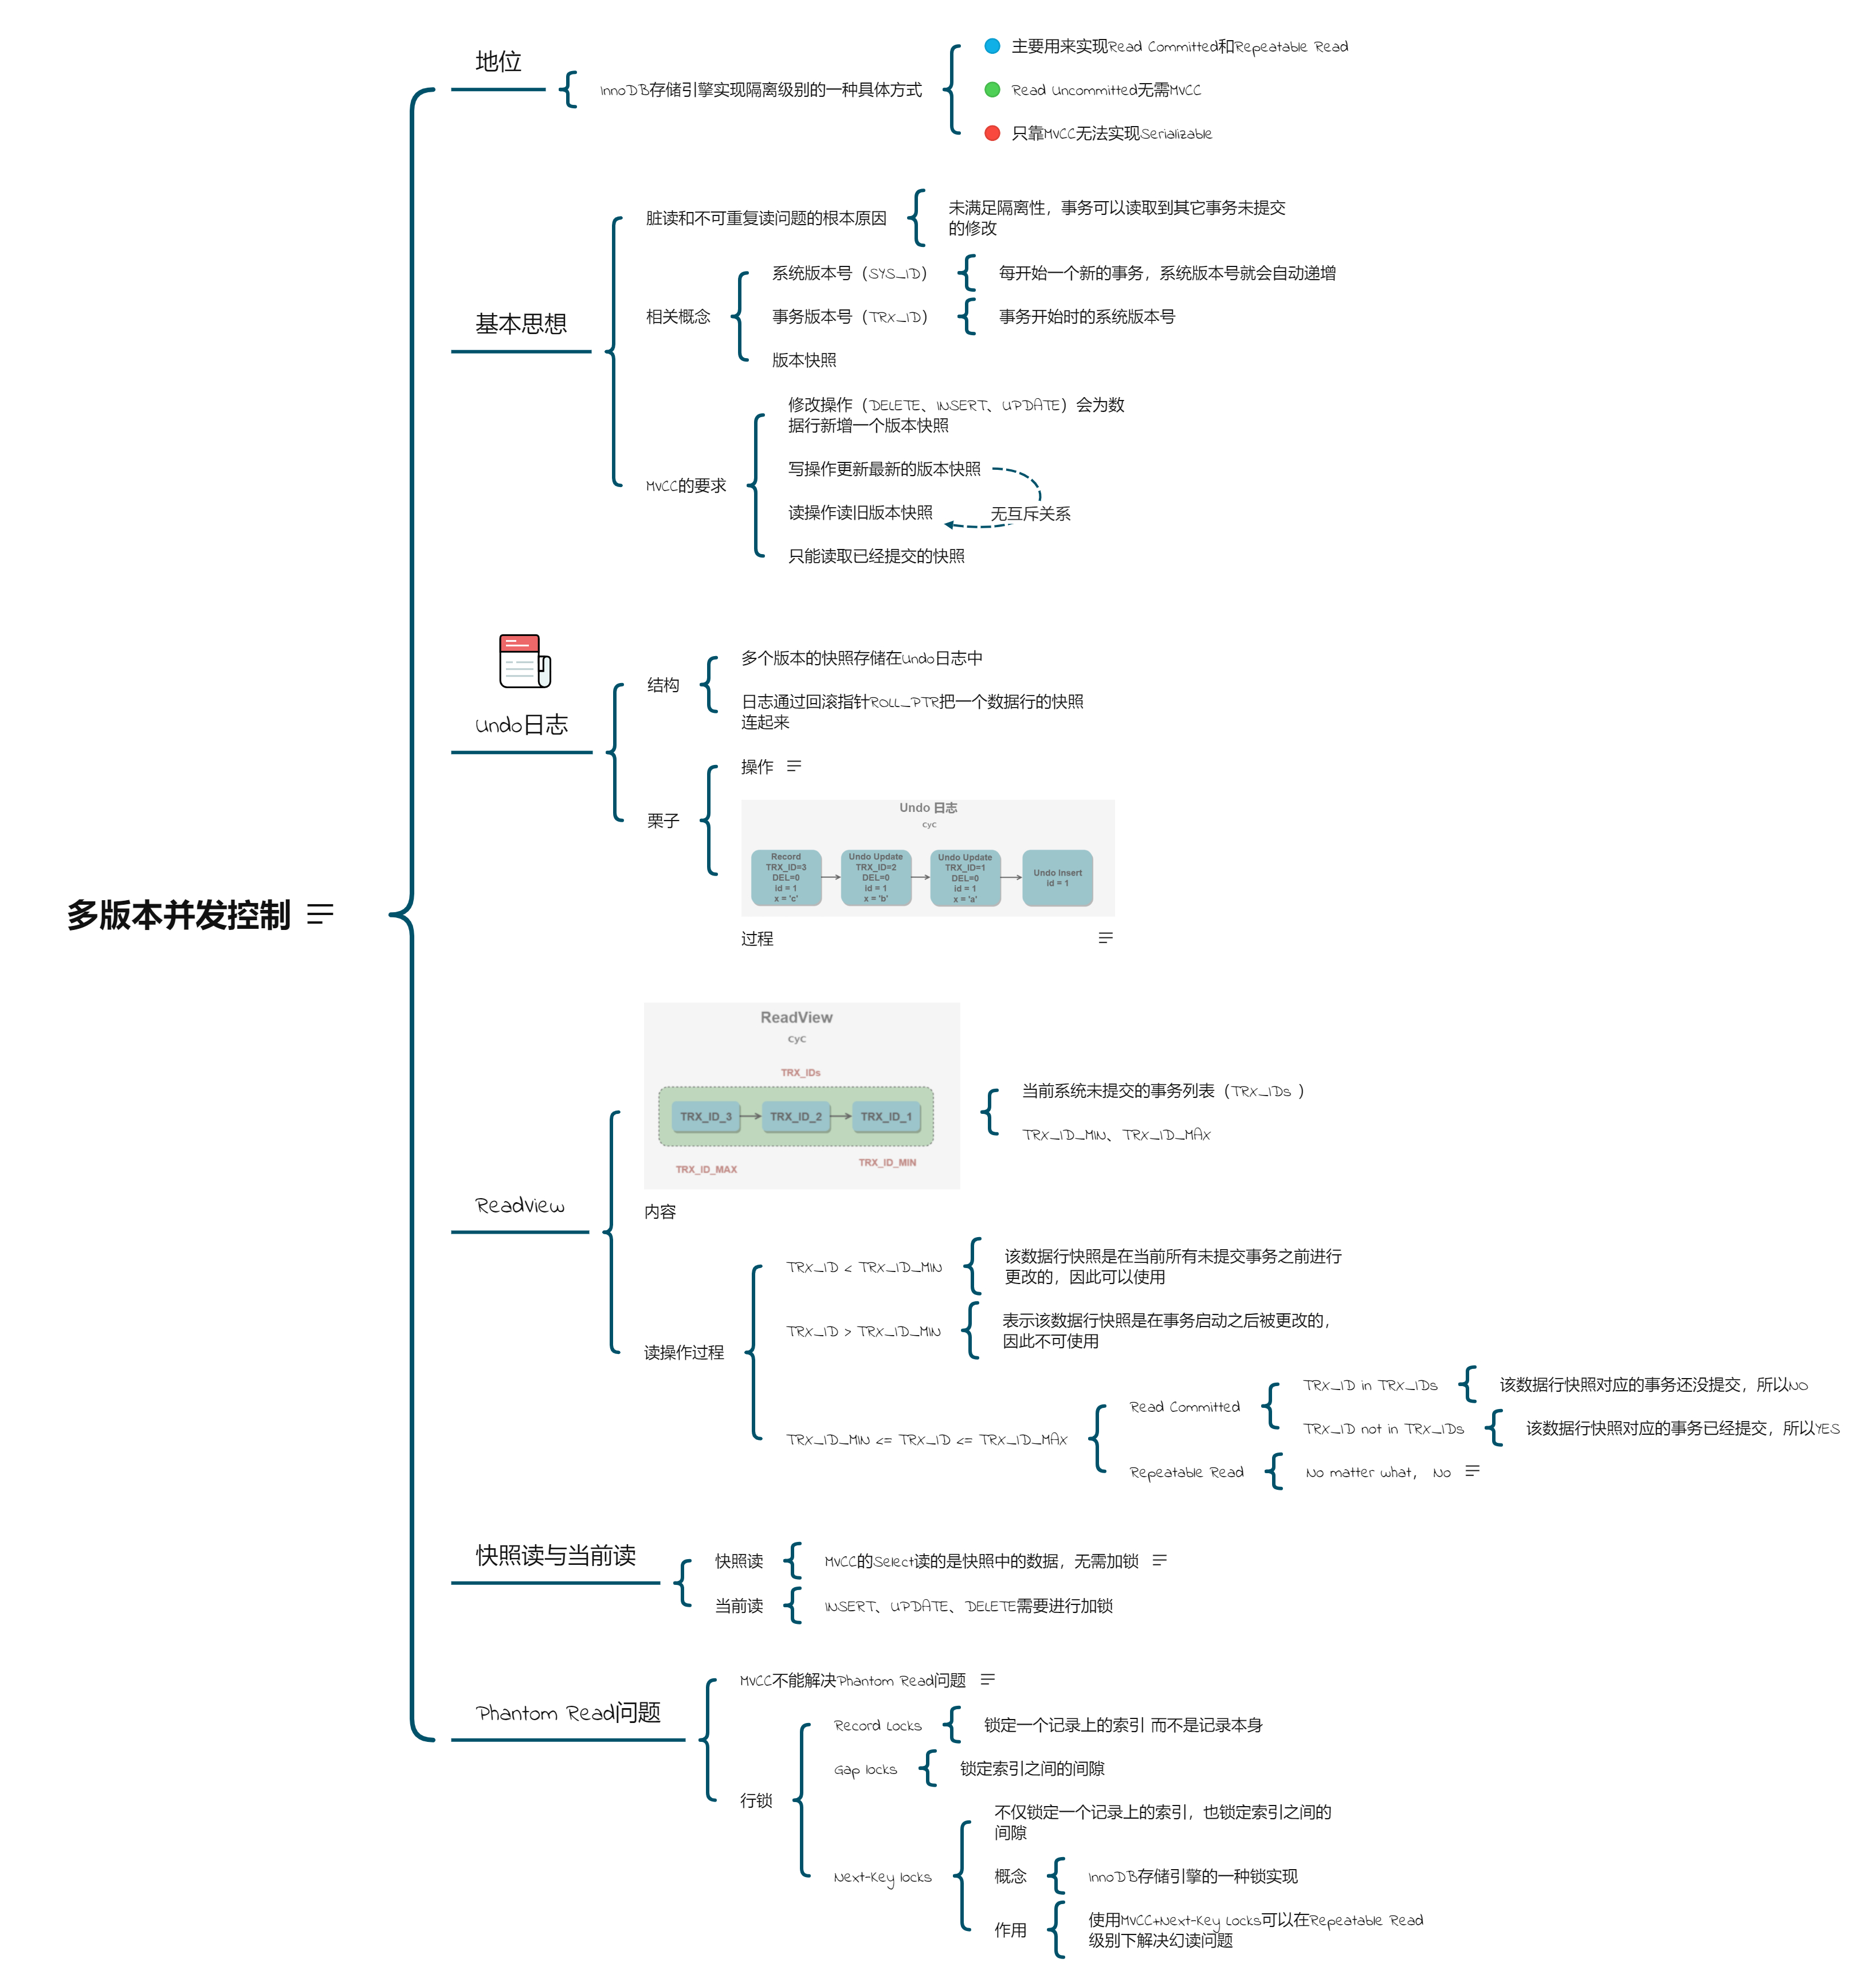 多版本并发控制
地位
InnoDB存储引擎实现隔离级别的一种具体方式
主要用来实现Read Committed和Repeatable Read
Read Uncommitted无需MVCC
只靠MVCC无法实现Serializable
基本思想
脏读和不可重复读问题的根本原因
未满足隔离性，事务可以读取到其它事务未提交
的修改
相关概念
系统版本号（SYS_ID）
每开始一个新的事务，系统版本号就会自动递增
事务版本号（TRX_ID）
事务开始时的系统版本号
版本快照
MVCC的要求
修改操作（DELETE、INSERT、UPDATE）会为数
据行新增一个版本快照
写操作更新最新的版本快照
读操作读旧版本快照
无互斥关系
只能读取已经提交的快照
Undo日志
结构
多个版本的快照存储在Undo日志中
日志通过回滚指针ROLL_PTR把一个数据行的快照
连起来
栗子
操作
Undo 日志
CyC
Record
TRX_ID=3
DEL=0
id = 1
x = 'c'
Undo Update
TRX_ID=2
DEL=0
id = 1
x = 'b'
Undo Update
TRX_ID=1
DEL=0
id = 1
x = 'a'
Undo Insert
id = 1
过程
ReadView
ReadView
CyC
TRX_IDs
TRX_ID_3
TRX_ID_2
TRX_ID_1
TRX_ID_MAX
TRX_ID_MIN
内容
当前系统未提交的事务列表（TRX_IDs ）
TRX_ID_MIN、TRX_ID_MAX
读操作过程
TRX_ID < TRX_ID_MIN
该数据行快照是在当前所有未提交事务之前进行
更改的，因此可以使用
TRX_ID > TRX_ID_MIN
表示该数据行快照是在事务启动之后被更改的，
因此不可使用
TRX_ID_MIN <= TRX_ID <= TRX_ID_MAX
Read Committed
TRX_ID in TRX_IDs
该数据行快照对应的事务还没提交，所以NO
TRX_ID not in TRX_IDs
该数据行快照对应的事务已经提交，所以YES
Repeatable Read
No matter what， No
快照读与当前读
快照读
MVCC的Select读的是快照中的数据，无需加锁
当前读
INSERT、UPDATE、DELETE需要进行加锁
Phantom Read问题
MVCC不能解决Phantom Read问题
行锁
Record Locks
锁定一个记录上的索引 而不是记录本身
Gap locks
锁定索引之间的间隙
Next-Key locks
不仅锁定一个记录上的索引，也锁定索引之间的
间隙
概念
InnoDB存储引擎的一种锁实现
作用
使用MVCC+Next-Key Locks可以在Repeatable Read
级别下解决幻读问题